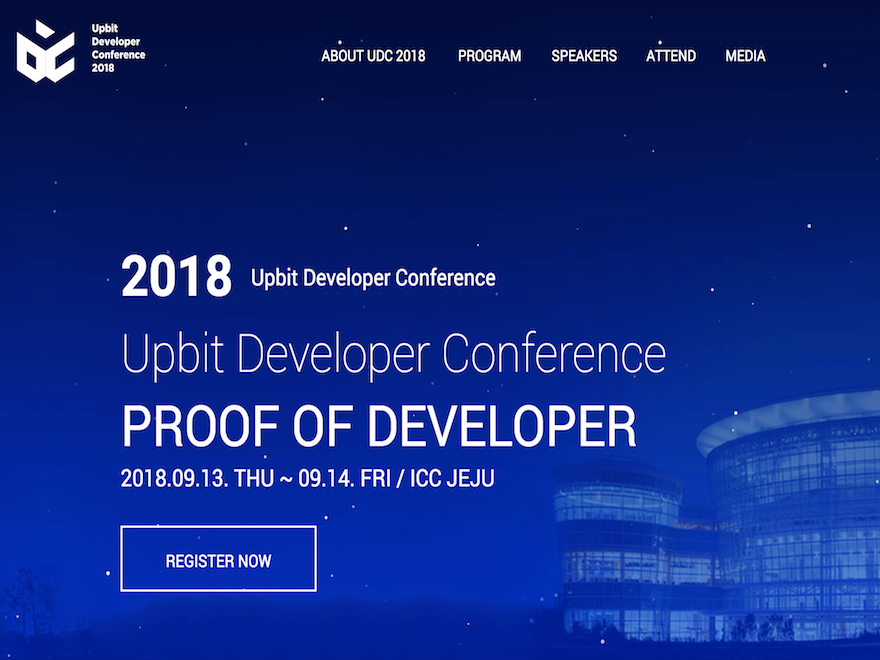 Upbit
Developer
Conference
2018
ABOUT UDC 2018 PROGRAM SPEAKERS ATTEND MEDIA
2018 Upbit Developer Conference
Upbit Developer Conference
PROOF OF DEVELOPER
2018.09.13. THU ~ 09.14. FRI / ICC JEJU
REGISTER NOW